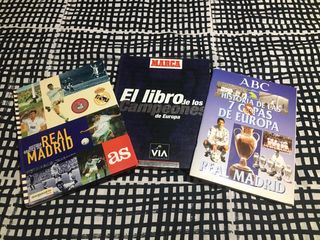 REAL
MADRID
as
MARCA
El libro de los
Campeones
de Europa
VIA
ABC
HISTORIA DE LAS
7 COPAS DE
EUROPA
REAL MADRID